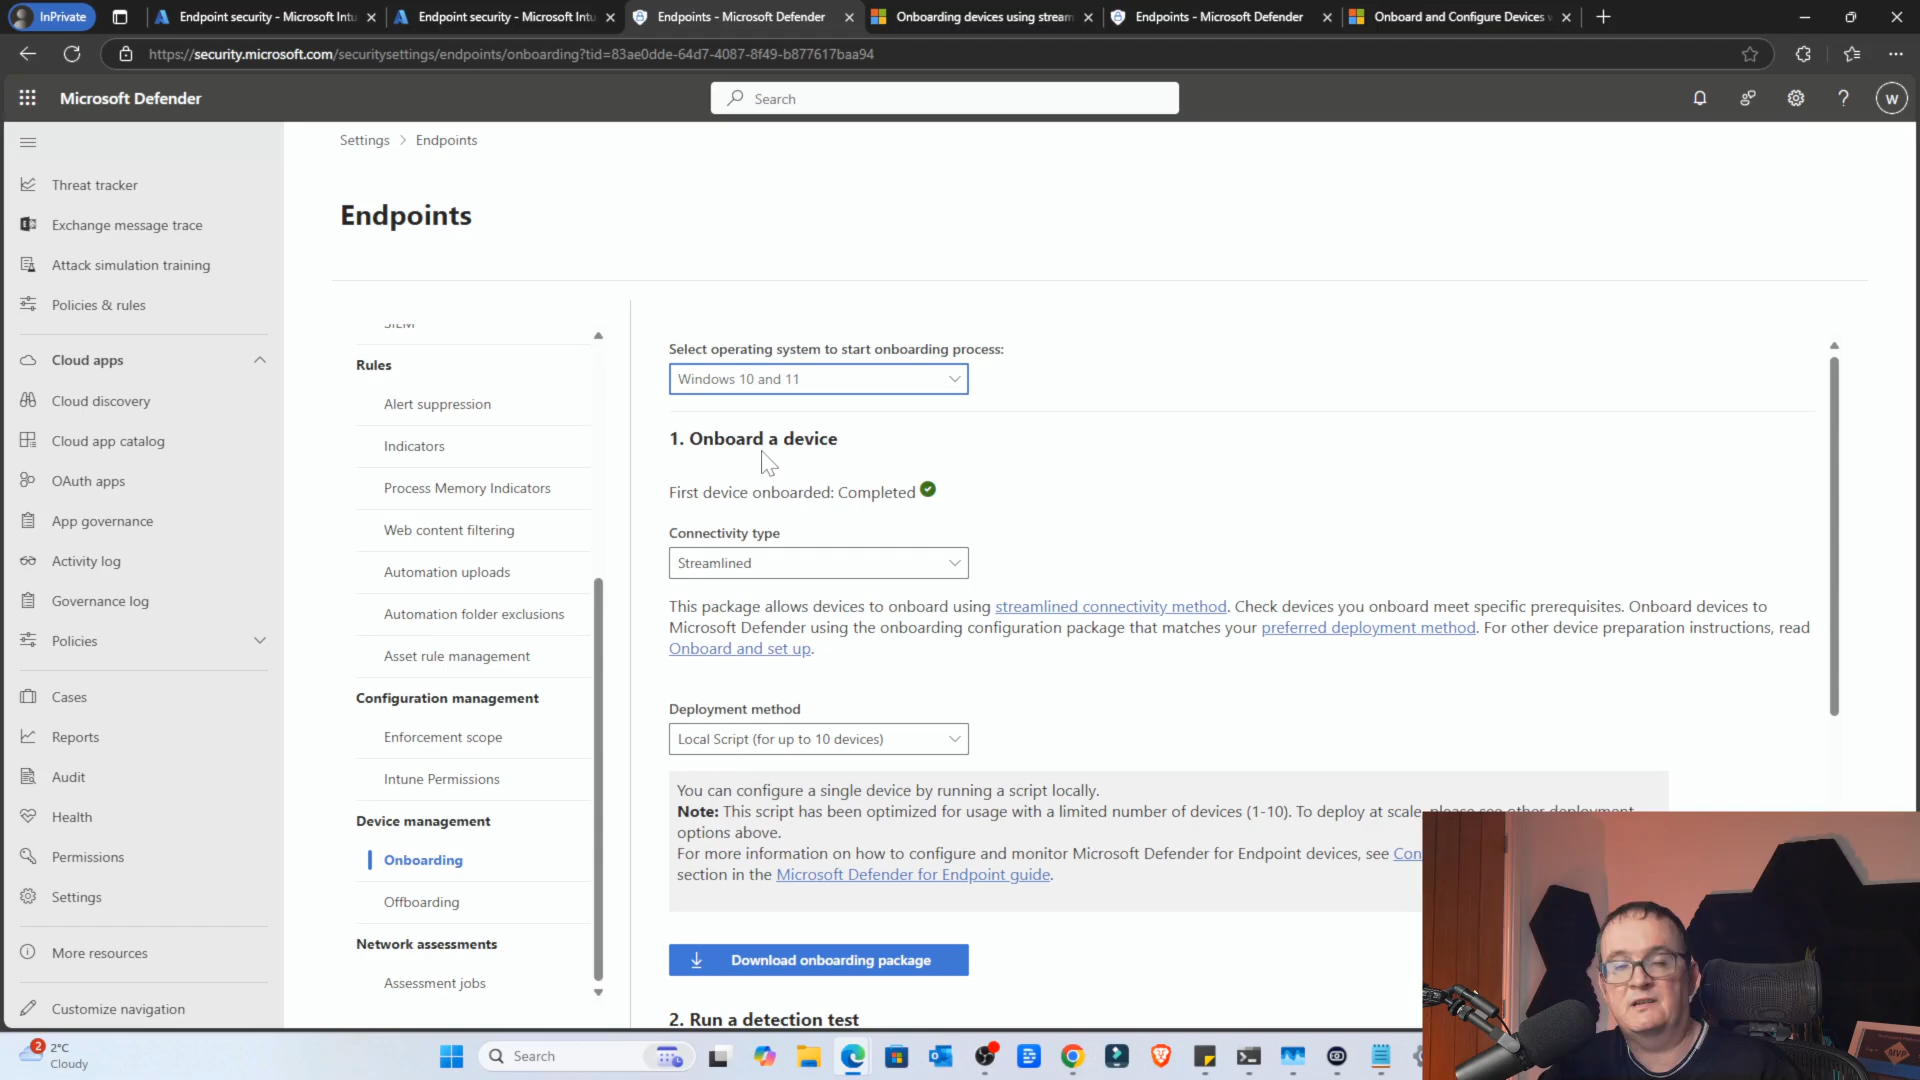 InPrivate
Endpoint security - Microsoft Intu
Endpoint security - Microsoft Intu
Endpoints - Microsoft Defender
Onboarding devices using stream
Endpoints - Microsoft Defender
Onboard and Configure Devices
https://security.microsoft.com/securitysettings/endpoints/onboarding?tid=83ae0dde-64d7-4087-8f49-b877617baa94
Microsoft Defender
Search
W
Threat tracker
Exchange message trace
Attack simulation training
Policies & rules
Cloud apps
Cloud discovery
Cloud app catalog
OAuth apps
App governance
Activity log
Governance log
Policies
Cases
Reports
Audit
Health
Permissions
Settings
More resources
Customize navigation
Settings > Endpoints
Endpoints
SIEM
Rules
Alert suppression
Indicators
Process Memory Indicators
Web content filtering
Automation uploads
Automation folder exclusions
Asset rule management
Configuration management
Enforcement scope
Intune Permissions
Device management
Onboarding
Offboarding
Network assessments
Assessment jobs
Select operating system to start onboarding process:
Windows 10 and 11
1. Onboard a device
First device onboarded: Completed
Connectivity type
Streamlined
This package allows devices to onboard using streamlined connectivity method. Check devices you onboard meet specific prerequisites. Onboard devices to
Microsoft Defender using the onboarding configuration package that matches your preferred deployment method. For other device preparation instructions, read
Onboard and set up.
Deployment method
Local Script (for up to 10 devices)
You can configure a single device by running a script locally.
Note: This script has been optimized for usage with a limited number of devices (1-10). To deploy at scale, please see other deployment
options above.
For more information on how to configure and monitor Microsoft Defender for Endpoint devices, see Con
section in the Microsoft Defender for Endpoint guide.
Download onboarding package
2. Run a detection test
2
2°C
Cloudy
Search
MVP